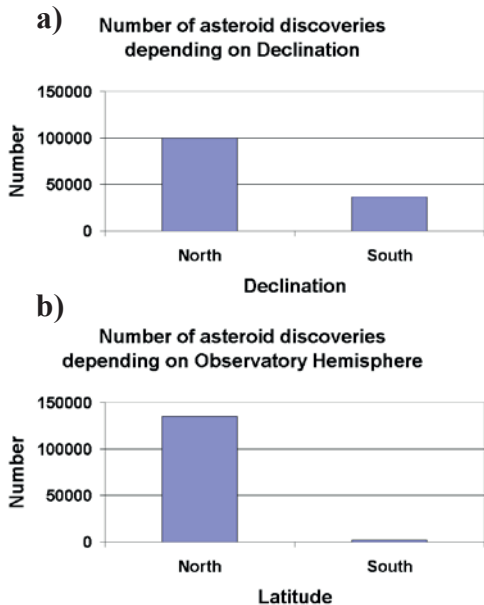 a)
Number of asteroid discoveries
depending on Declination
150000
100000
50000
0
Number
North South
Declination
b)
Number of asteroid discoveries
depending on Observatory Hemisphere
150000
100000
50000
0
Number
North South
Latitude